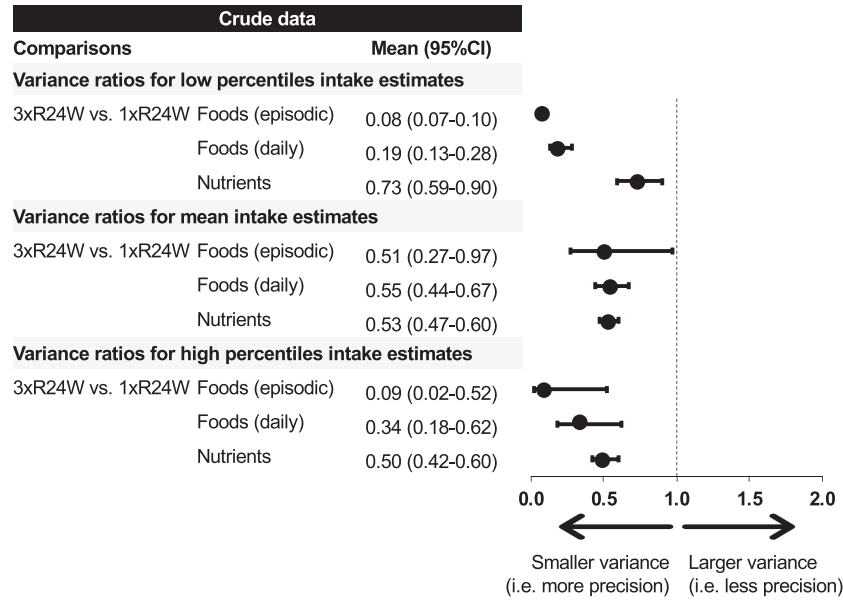 Crude data
Comparisons Mean (95%CI)
Variance ratios for low percentiles intake estimates
3xR24W vs. 1xR24W Foods (episodic) 0.08 (0.07-0.10)
Foods (daily) 0.19 (0.13-0.28)
Nutrients 0.73 (0.59-0.90)
Variance ratios for mean intake estimates
3xR24W vs. 1xR24W Foods (episodic) 0.51 (0.27-0.97)
Foods (daily) 0.55 (0.44-0.67)
Nutrients 0.53 (0.47-0.60)
Variance ratios for high percentiles intake estimates
3xR24W vs. 1xR24W Foods (episodic) 0.09 (0.02-0.52)
Foods (daily) 0.34 (0.18-0.62)
Nutrients 0.50 (0.42-0.60)
0.0 0.5 1.0 1.5 2.0
Smaller variance Larger variance
(i.e. more precision) (i.e. less precision)